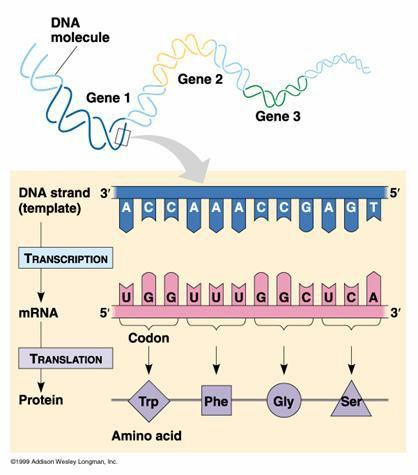 DNA
molecule
Gene 1
Gene 2
Gene 3
DNA strand
(template)
3'
A C C A A A C C G A G T
5'
TRANSCRIPTION
mRNA
5'
U G G U U U G G C U C A
3'
Codon
TRANSLATION
Protein
Trp
Phe
Gly
Ser
Amino acid
©1999 Addison Wesley Longman, Inc.